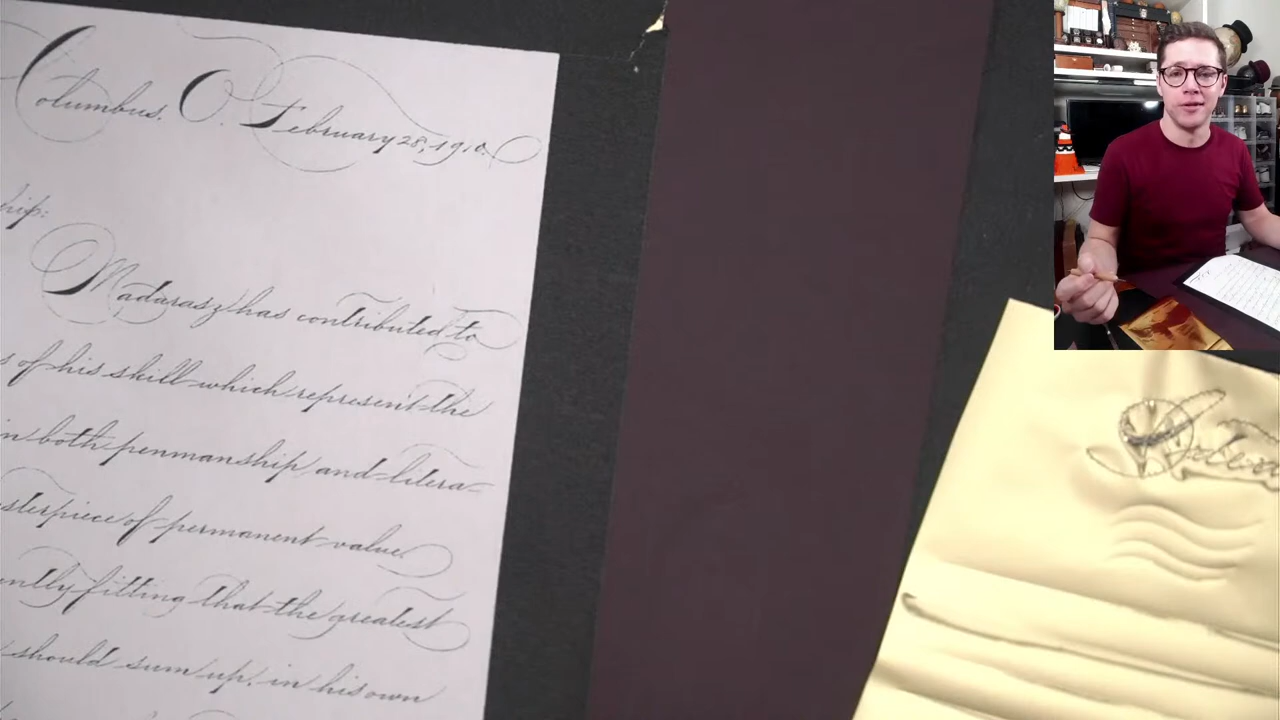 Columbus, O. February 28, 1910.
ship:
Madarasz has contributed to
s of his skill which represent the
in both penmanship and litera-
sterpiece of permanent value.
ently fitting that the greatest
should sum up, in his own